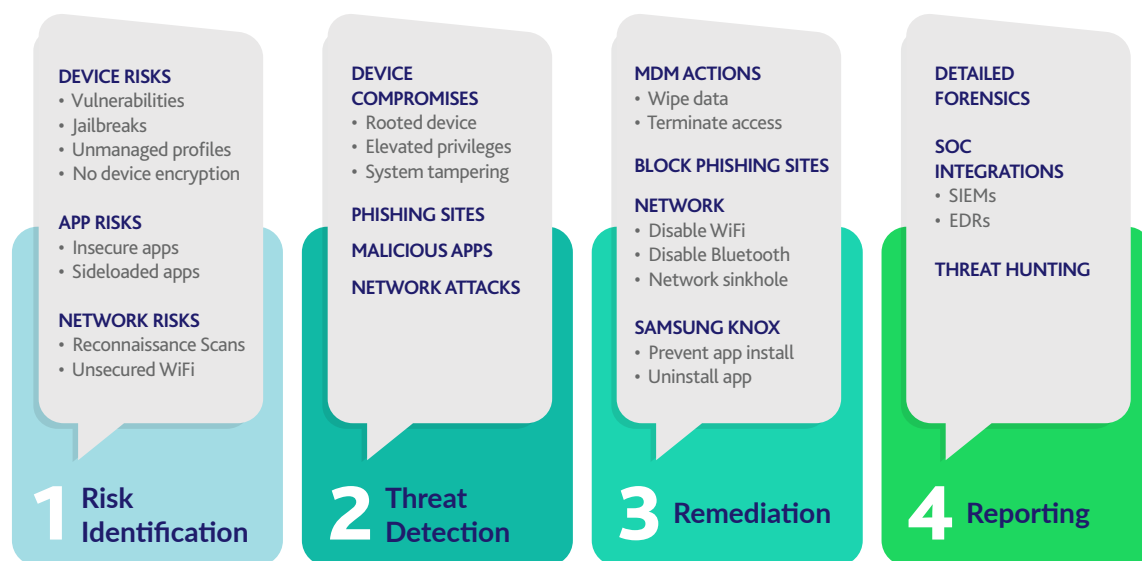 DEVICE RISKS
• Vulnerabilities
• Jailbreaks
• Unmanaged profiles
• No device encryption
APP RISKS
• Insecure apps
• Sideloaded apps
NETWORK RISKS
• Reconnaissance Scans
• Unsecured WiFi
1 Risk
Identification
DEVICE
COMPROMISES
• Rooted device
• Elevated privileges
• System tampering
PHISHING SITES
MALICIOUS APPS
NETWORK ATTACKS
2 Threat
Detection
MDM ACTIONS
• Wipe data
• Terminate access
BLOCK PHISHING SITES
NETWORK
• Disable WiFi
• Disable Bluetooth
• Network sinkhole
SAMSUNG KNOX
• Prevent app install
• Uninstall app
3 Remediation
DETAILED
FORENSICS
SOC
INTEGRATIONS
• SIEMs
• EDRs
THREAT HUNTING
4 Reporting